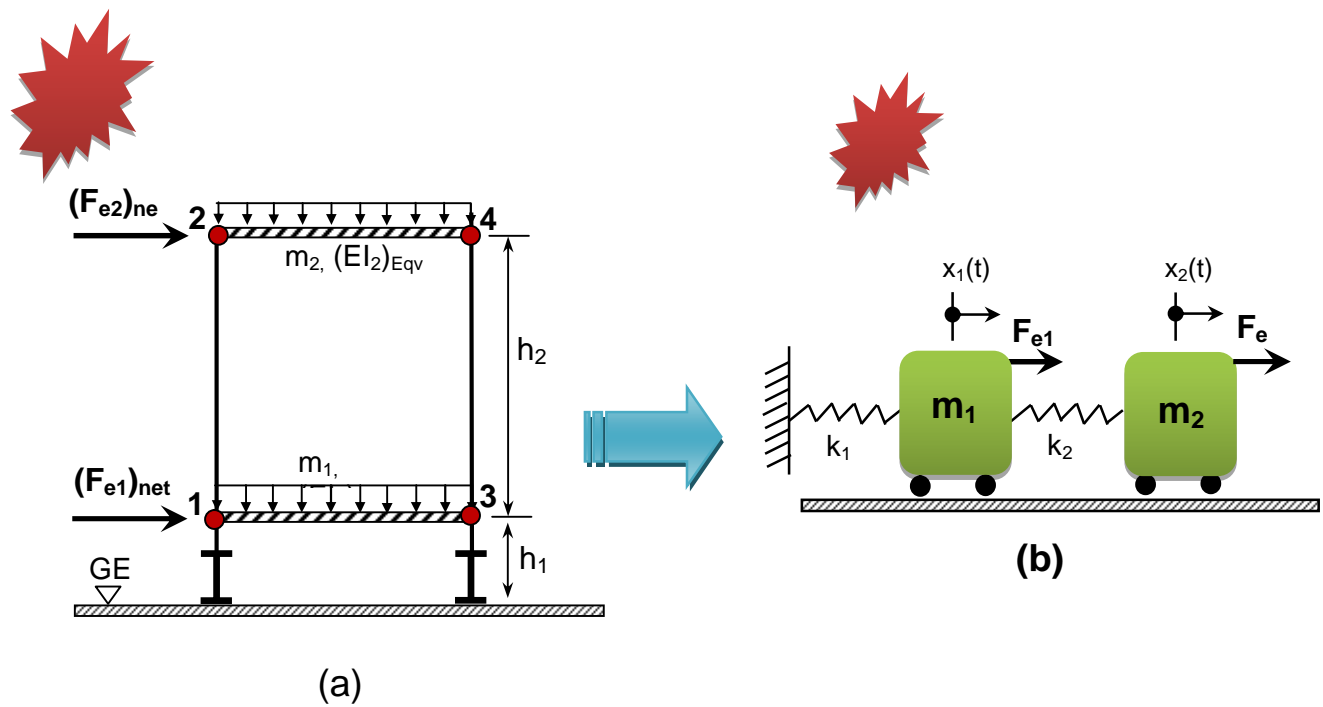 (Fe2)ne
2
4
m2, (EI2)Eqv
h2
m1,
(Fe1)net
1
3
h1
GE
(a)
x1(t)
x2(t)
Fe1
Fe
m1
m2
k1
k2
(b)